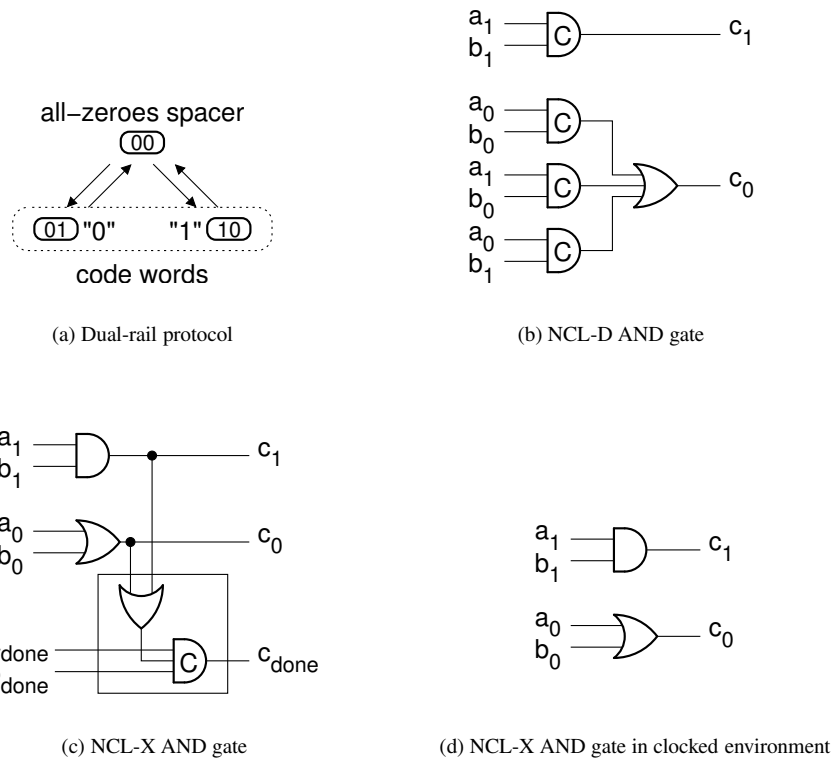 a1
b1
C
c1
a0
b0
C
a1
b0
C
a0
b1
C
c0
all-zeroes spacer
00
01 "0" "1" 10
code words
(a) Dual-rail protocol
(b) NCL-D AND gate
a1
b1
c1
a0
b0
c0
done
done
C
cdone
a1
b1
c1
a0
b0
c0
(c) NCL-X AND gate
(d) NCL-X AND gate in clocked environment